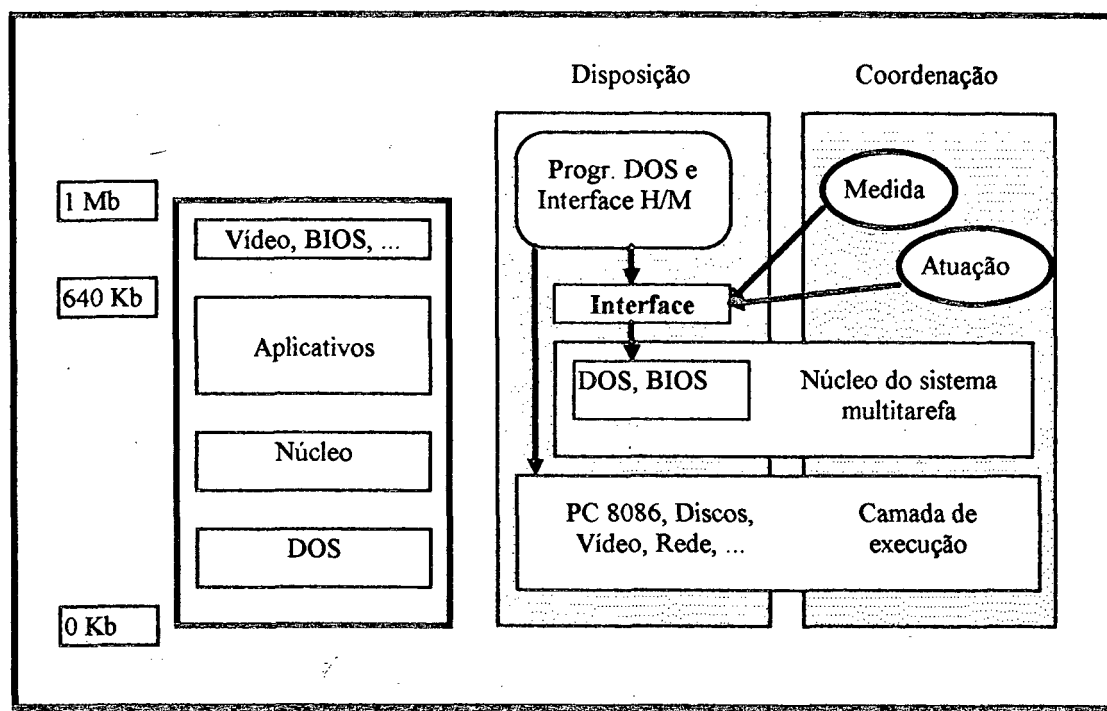 Disposição
Coordenação
1 Mb
640 Kb
0 Kb
Vídeo, BIOS, ...
Aplicativos
Núcleo
DOS
Progr. DOS e
Interface H/M
Medida
Atuação
Interface
DOS, BIOS
Núcleo do sistema
multitarefa
PC 8086, Discos,
Vídeo, Rede, ...
Camada de
execução